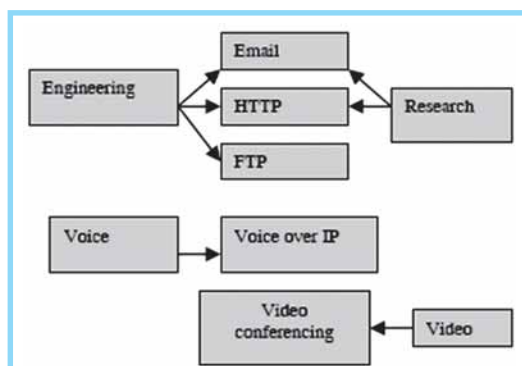 Email
Engineering
HTTP
Research
FTP
Voice
Voice over IP
Video
conferencing
Video